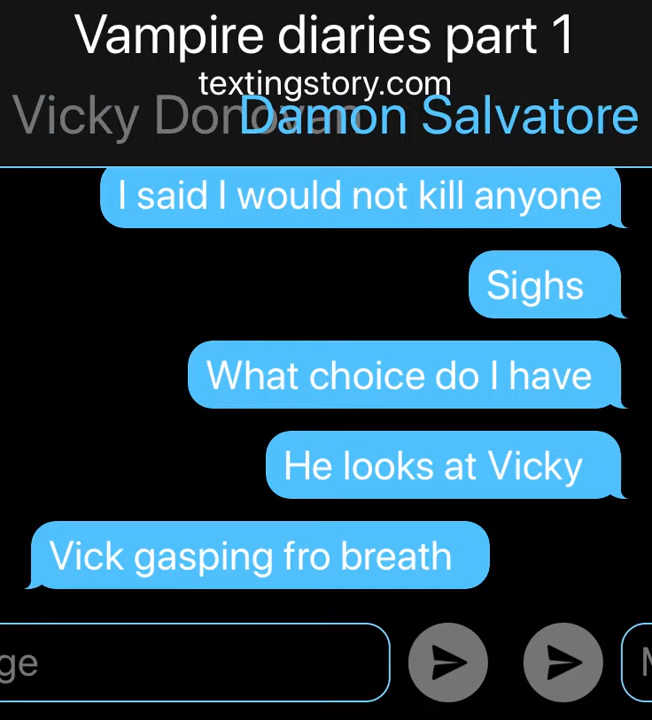 Vampire diaries part 1
textingstory.com
Vicky Donovan Damon Salvatore
I said I would not kill anyone
Sighs
What choice do I have
He looks at Vicky
Vick gasping fro breath
ge